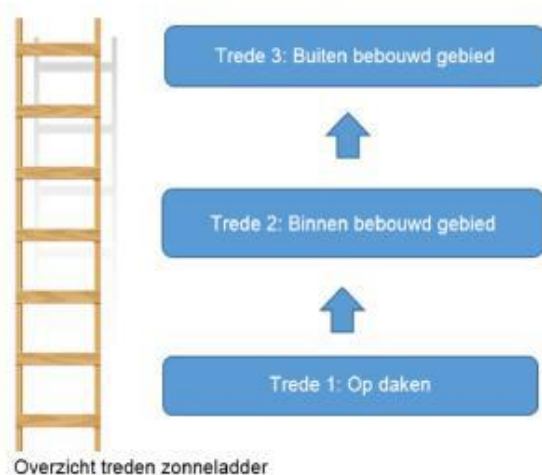 Trede 3: Buiten bebouwd gebied
Trede 2: Binnen bebouwd gebied
Trede 1: Op daken
Overzicht treden zonneladder